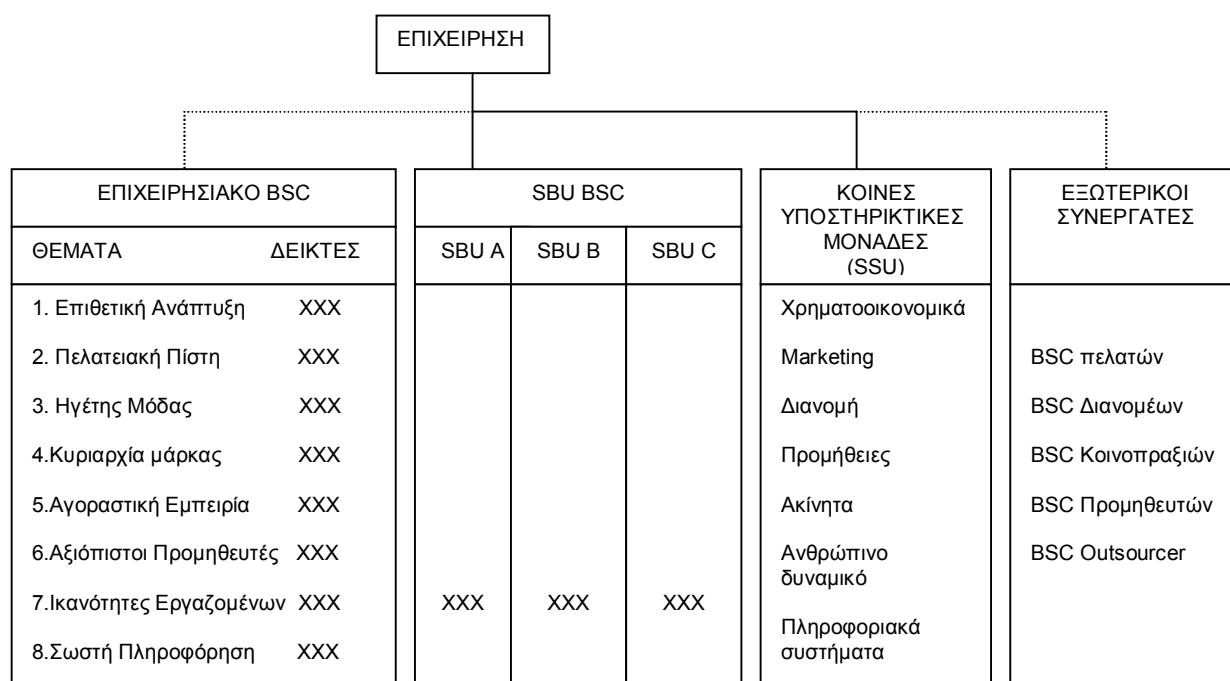 ΕΠΙΧΕΙΡΗΣΗ
ΕΠΙΧΕΙΡΗΣΙΑΚΟ BSC
ΘΕΜΑΤΑ ΔΕΙΚΤΕΣ
1. Επιθετική Ανάπτυξη XXX
2. Πελατειακή Πίστη XXX
3. Ηγέτης Μόδας XXX
4.Κυριαρχία μάρκας XXX
5.Αγοραστική Εμπειρία XXX
6.Αξιόπιστοι Προμηθευτές XXX
7.Ικανότητες Εργαζομένων XXX
8.Σωστή Πληροφόρηση XXX
SBU BSC
SBU A SBU B SBU C
XXX XXX XXX
ΚΟΙΝΕΣ
ΥΠΟΣΤΗΡΙΚΤΙΚΕΣ
ΜΟΝΑΔΕΣ
(SSU)
Χρηματοοικονομικά
Marketing
Διανομή
Προμήθειες
Ακίνητα
Ανθρώπινο
δυναμικό
Πληροφοριακά
συστήματα
ΕΞΩΤΕΡΙΚΟΙ
ΣΥΝΕΡΓΑΤΕΣ
BSC πελατών
BSC Διανομέων
BSC Κοινοπραξιών
BSC Προμηθευτών
BSC Outsourcer